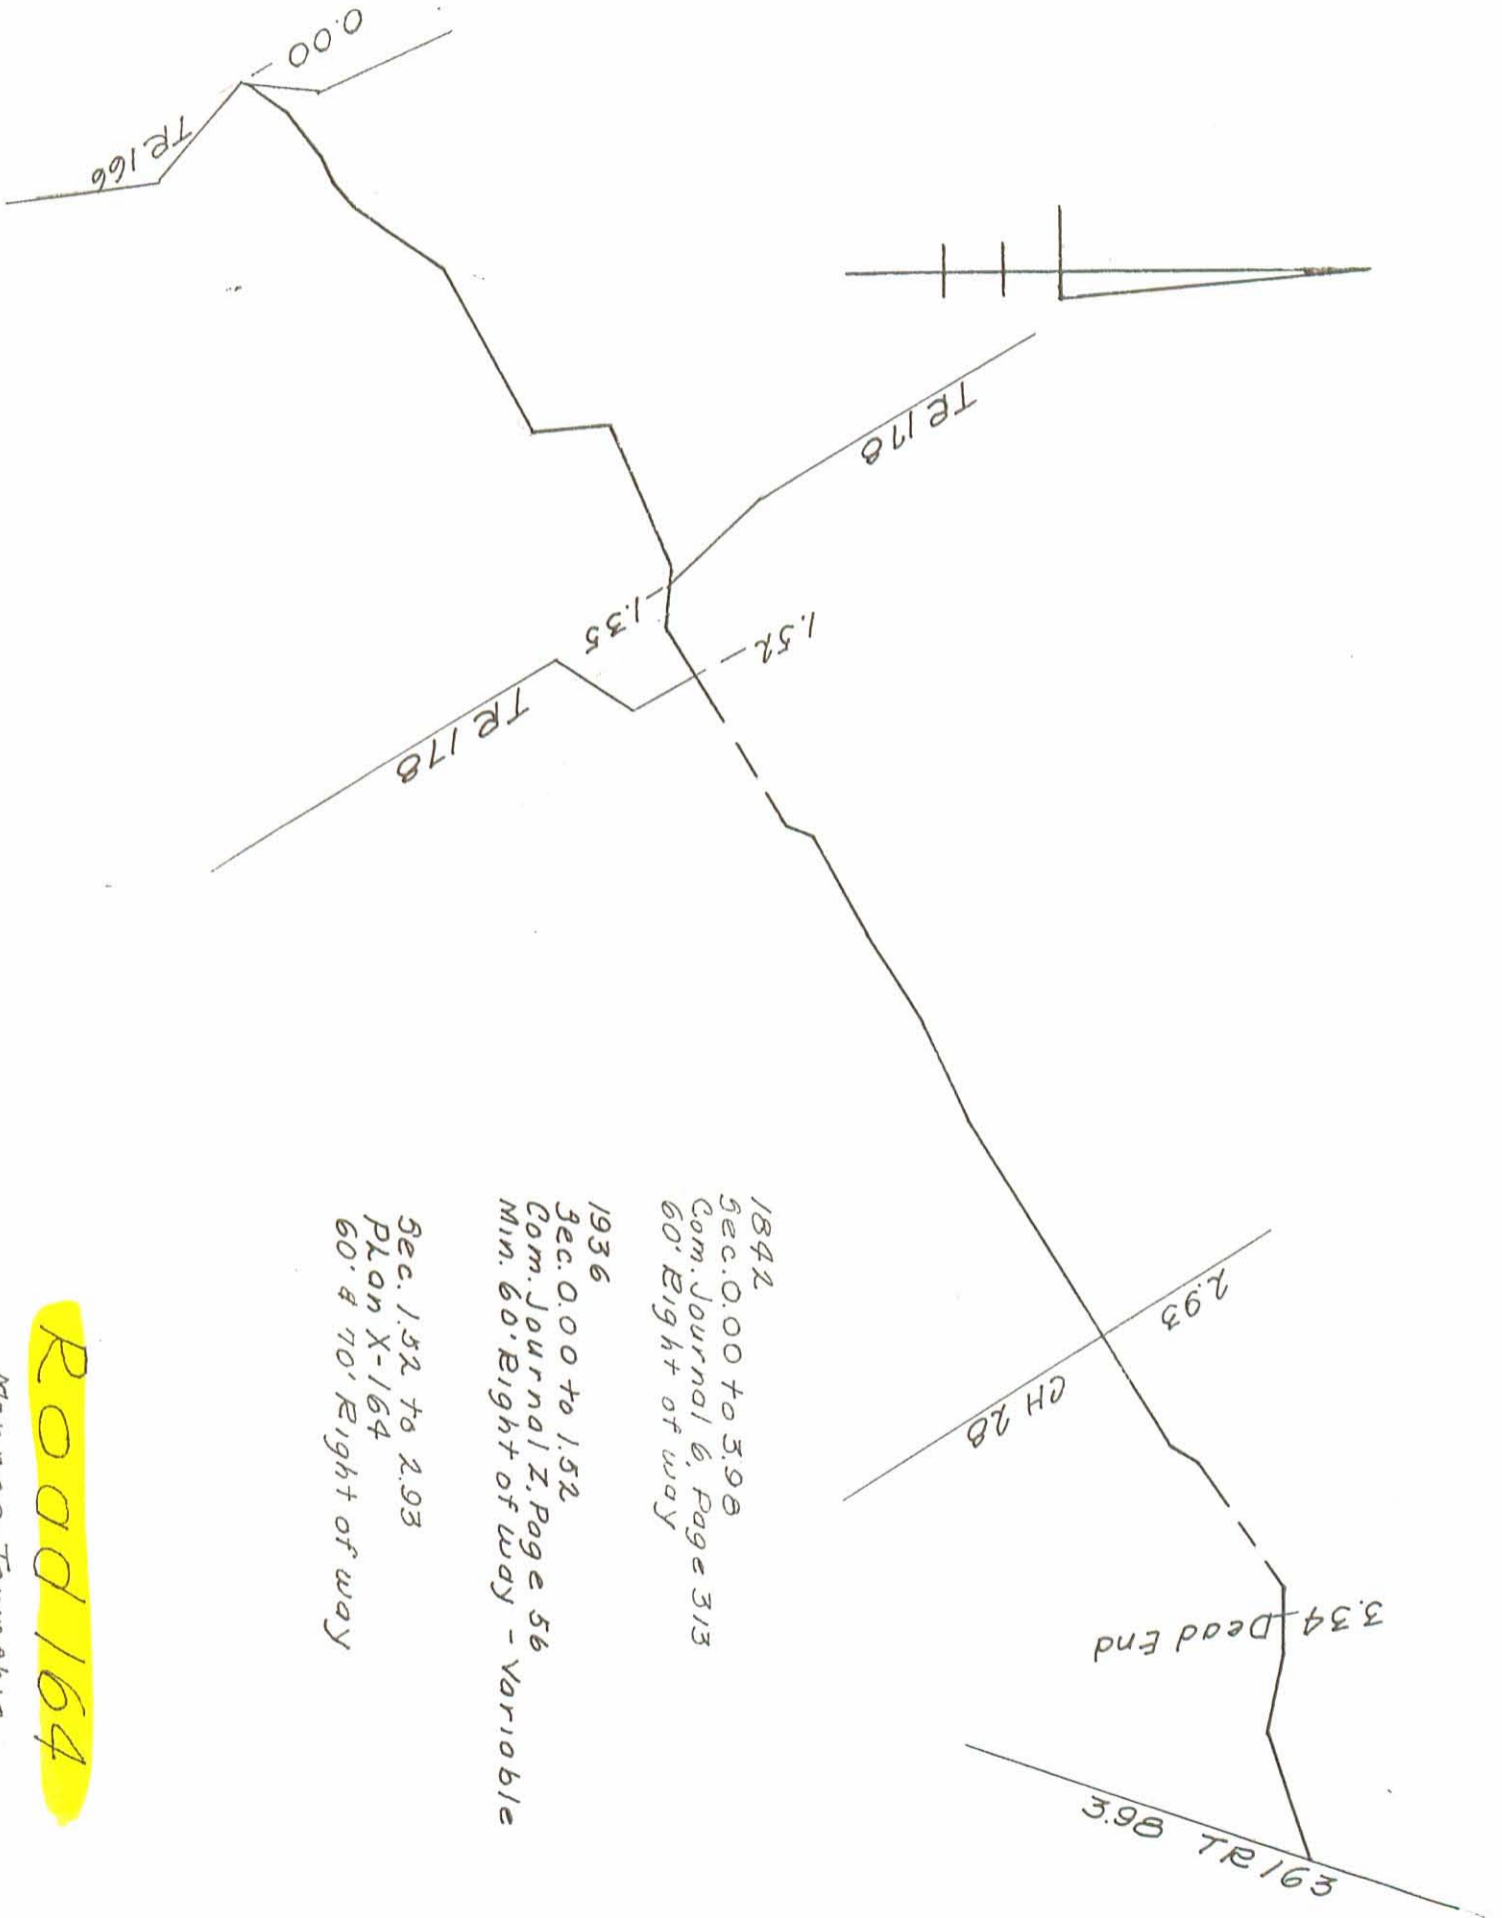 0.00
TR 166
TR 178
1.35
1.52
TR 178
2.93
CH 28
3.34 Dead End
3.98 TR 163
1842
Sec. 0.00 to 3.98
Com. Journal 6, Page 313
60' Right of way
1936
Sec. 0.00 to 1.52
Com. Journal Z, Page 56
Min. 60' Right of way - Variable
Sec. 1.52 to 2.93
Plan X-164
60' & 70' Right of way
Road 164